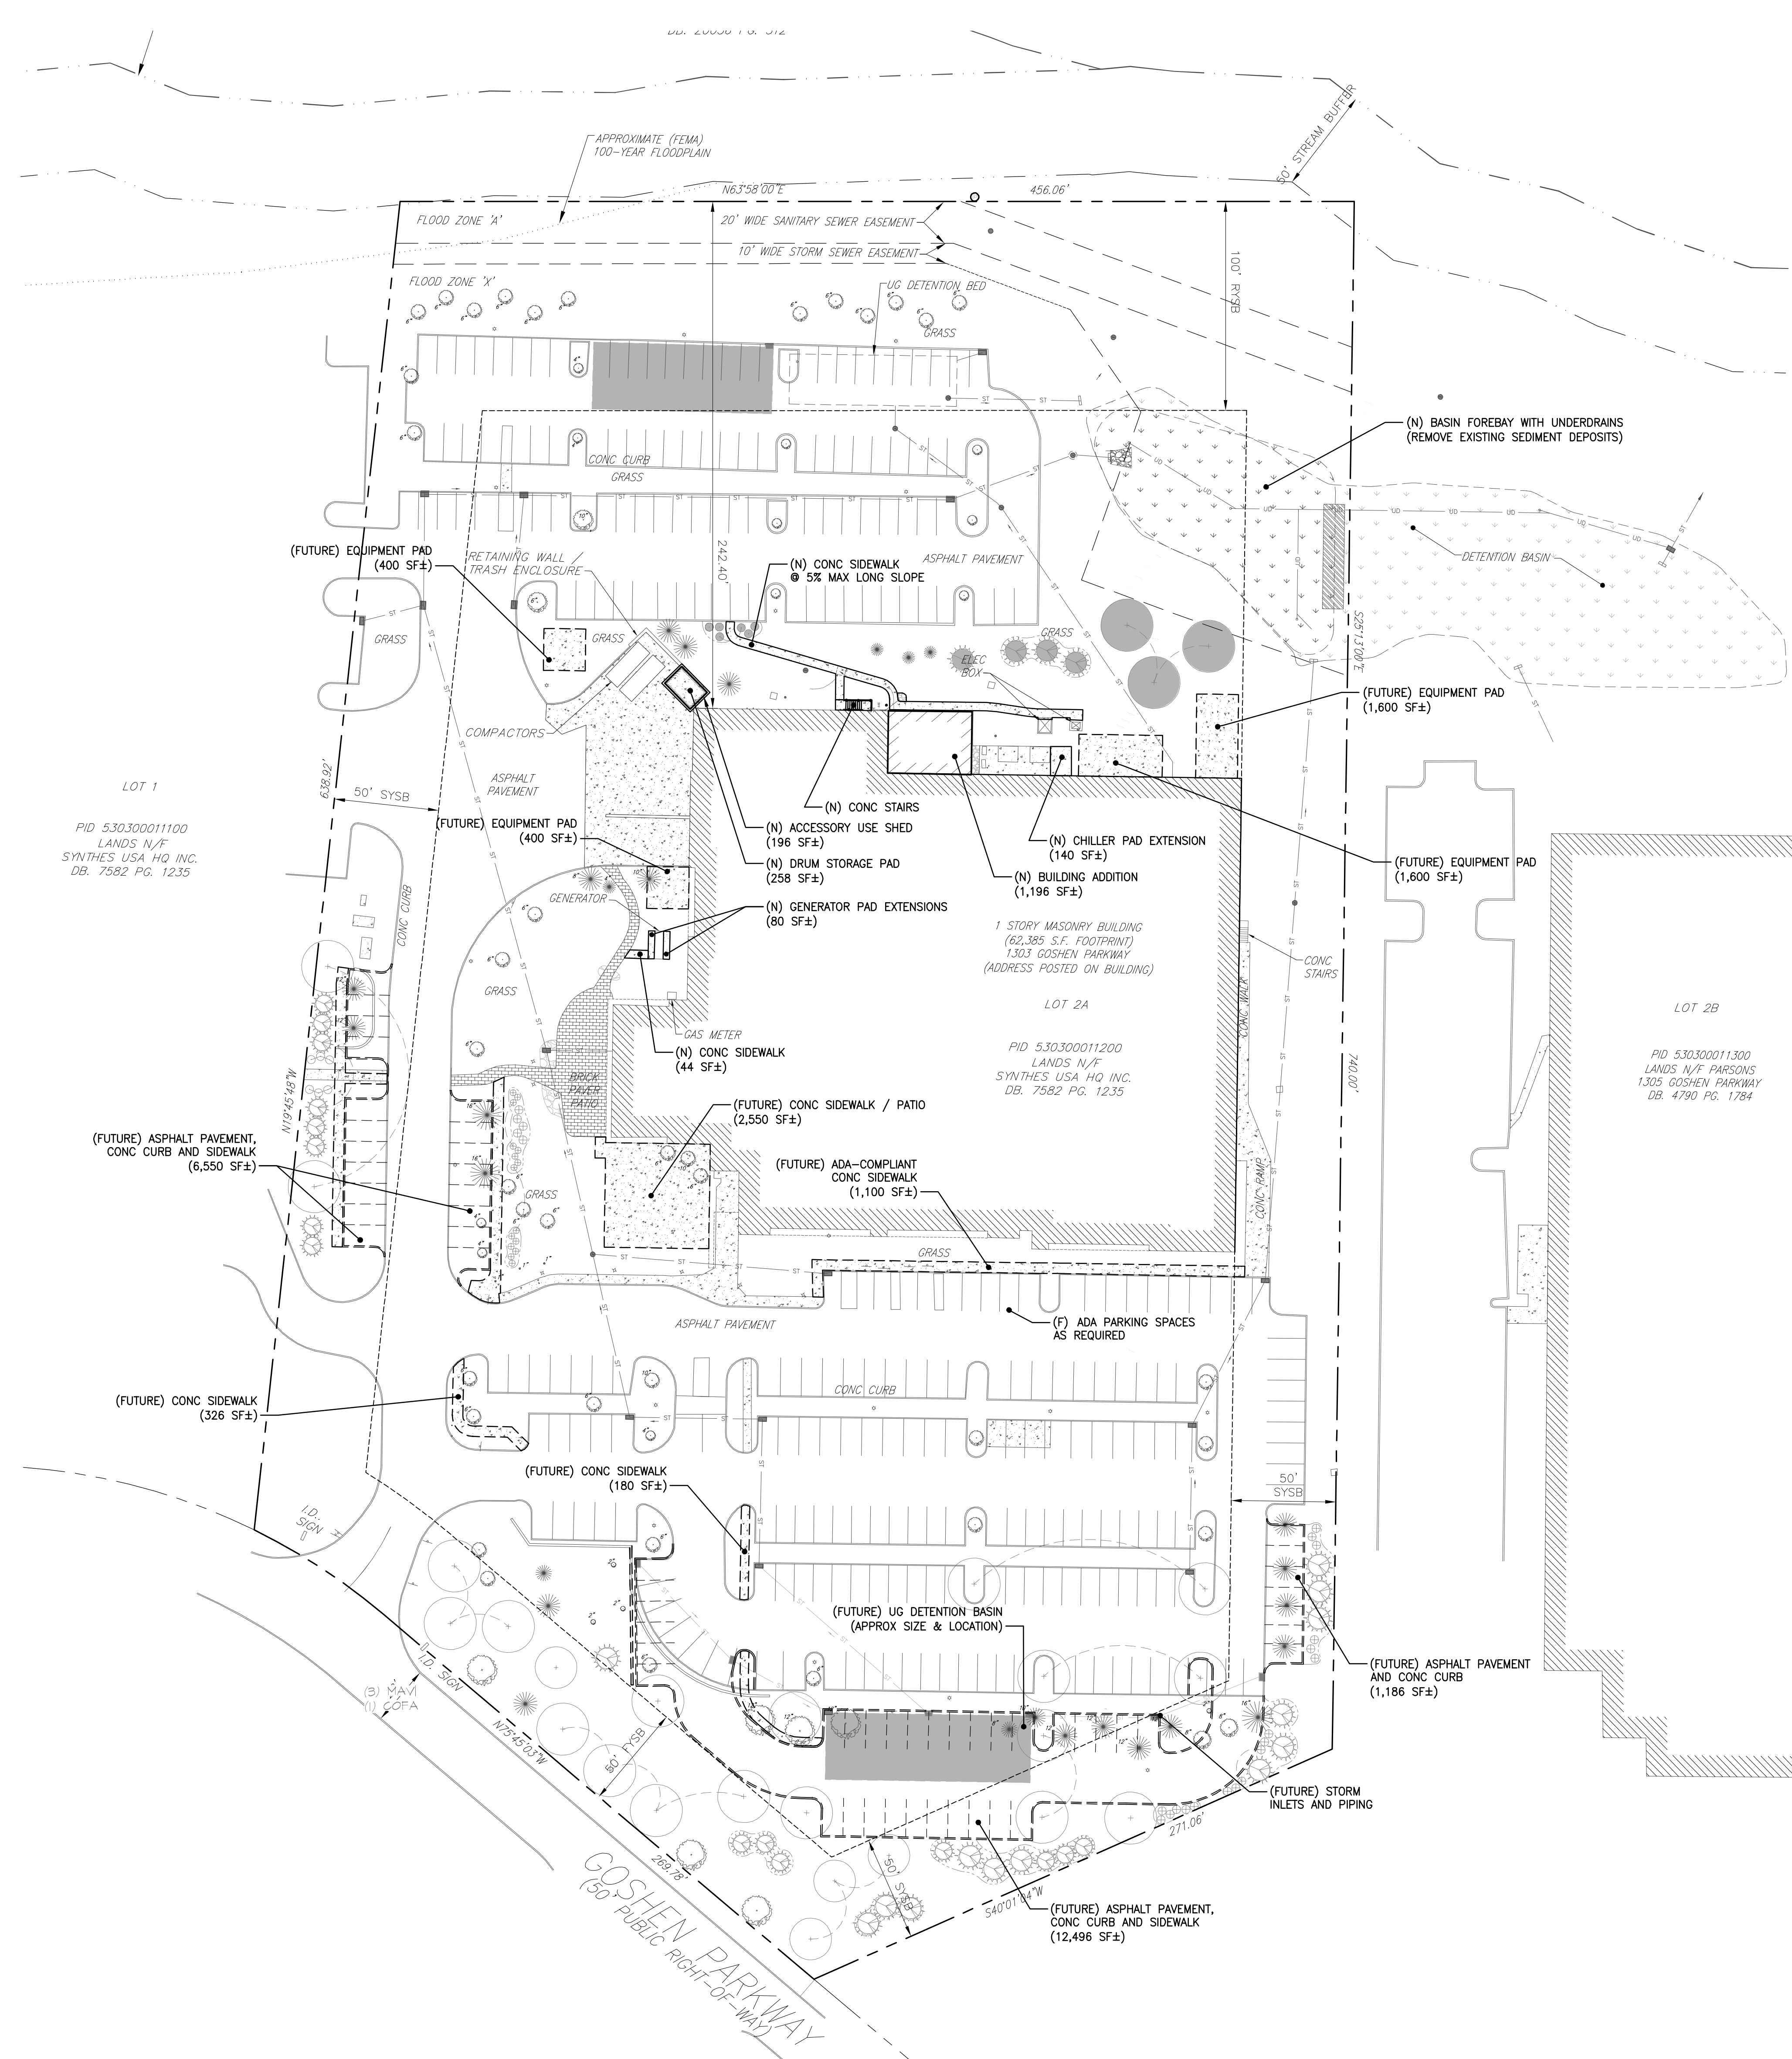 APPROXIMATE (FEMA)
100-YEAR FLOODPLAIN
50' STREAM BUFFER
N63°58'00"E
456.06'
FLOOD ZONE 'A'
20' WIDE SANITARY SEWER EASEMENT
10' WIDE STORM SEWER EASEMENT
100' RYSB
FLOOD ZONE 'X'
UG DETENTION BED
GRASS
(N) BASIN FOREBAY WITH UNDERDRAINS
(REMOVE EXISTING SEDIMENT DEPOSITS)
CONC CURB
GRASS
242.40'
(FUTURE) EQUIPMENT PAD
(400 SF±)
RETAINING WALL /
TRASH ENCLOSURE
(N) CONC SIDEWALK
@ 5% MAX LONG SLOPE
ASPHALT PAVEMENT
DETENTION BASIN
GRASS
GRASS
GRASS
S25°13'00"E
ELEC
BOX
(FUTURE) EQUIPMENT PAD
(1,600 SF±)
COMPACTORS
LOT 1
638.92'
50' SYSB
ASPHALT
PAVEMENT
(N) CONC STAIRS
PID 530300011100
LANDS N/F
SYNTHES USA HQ INC.
DB. 7582 PG. 1235
(FUTURE) EQUIPMENT PAD
(400 SF±)
(N) ACCESSORY USE SHED
(196 SF±)
(N) CHILLER PAD EXTENSION
(140 SF±)
(N) DRUM STORAGE PAD
(258 SF±)
(FUTURE) EQUIPMENT PAD
(1,600 SF±)
(N) BUILDING ADDITION
(1,196 SF±)
CONC CURB
GENERATOR
(N) GENERATOR PAD EXTENSIONS
(80 SF±)
1 STORY MASONRY BUILDING
(62,385 S.F. FOOTPRINT)
1303 GOSHEN PARKWAY
(ADDRESS POSTED ON BUILDING)
CONC
STAIRS
GRASS
LOT 2A
CONC WALK
LOT 2B
GAS METER
(N) CONC SIDEWALK
(44 SF±)
PID 530300011200
LANDS N/F
SYNTHES USA HQ INC.
DB. 7582 PG. 1235
740.00'
PID 530300011300
LANDS N/F PARSONS
1305 GOSHEN PARKWAY
DB. 4790 PG. 1784
N19°45'48"W
BRICK
PAVER
PATIO
(FUTURE) CONC SIDEWALK / PATIO
(2,550 SF±)
(FUTURE) ASPHALT PAVEMENT,
CONC CURB AND SIDEWALK
(6,550 SF±)
(FUTURE) ADA-COMPLIANT
CONC SIDEWALK
(1,100 SF±)
CONC RAMP
GRASS
GRASS
ASPHALT PAVEMENT
(F) ADA PARKING SPACES
AS REQUIRED
CONC CURB
(FUTURE) CONC SIDEWALK
(326 SF±)
(FUTURE) CONC SIDEWALK
(180 SF±)
50'
SYSB
I.D.
SIGN
(FUTURE) UG DETENTION BASIN
(APPROX SIZE & LOCATION)
I.D. SIGN
(3) MAVI
(1) COFA
(FUTURE) ASPHALT PAVEMENT
AND CONC CURB
(1,186 SF±)
N75°45'03"W
50' FYSB
(FUTURE) STORM
INLETS AND PIPING
271.06'
269.78'
50' SYSB
S40°01'04"W
GOSHEN PARKWAY
(50' PUBLIC RIGHT-OF-WAY)
(FUTURE) ASPHALT PAVEMENT,
CONC CURB AND SIDEWALK
(12,496 SF±)